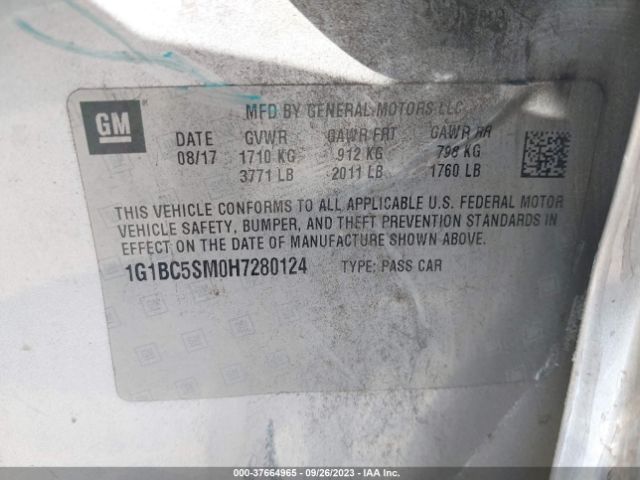 GM
MFD BY GENERAL MOTORS LLC
DATE GVWR GAWR FRT GAWR RR
08/17 1710 KG 912 KG 798 KG
3771 LB 2011 LB 1760 LB
THIS VEHICLE CONFORMS TO ALL APPLICABLE U.S. FEDERAL MOTOR
VEHICLE SAFETY, BUMPER, AND THEFT PREVENTION STANDARDS IN
EFFECT ON THE DATE OF MANUFACTURE SHOWN ABOVE.
1G1BC5SM0H7280124 TYPE: PASS CAR
000-37664965 - 09/26/2023 - COPYRIGHT © IAA